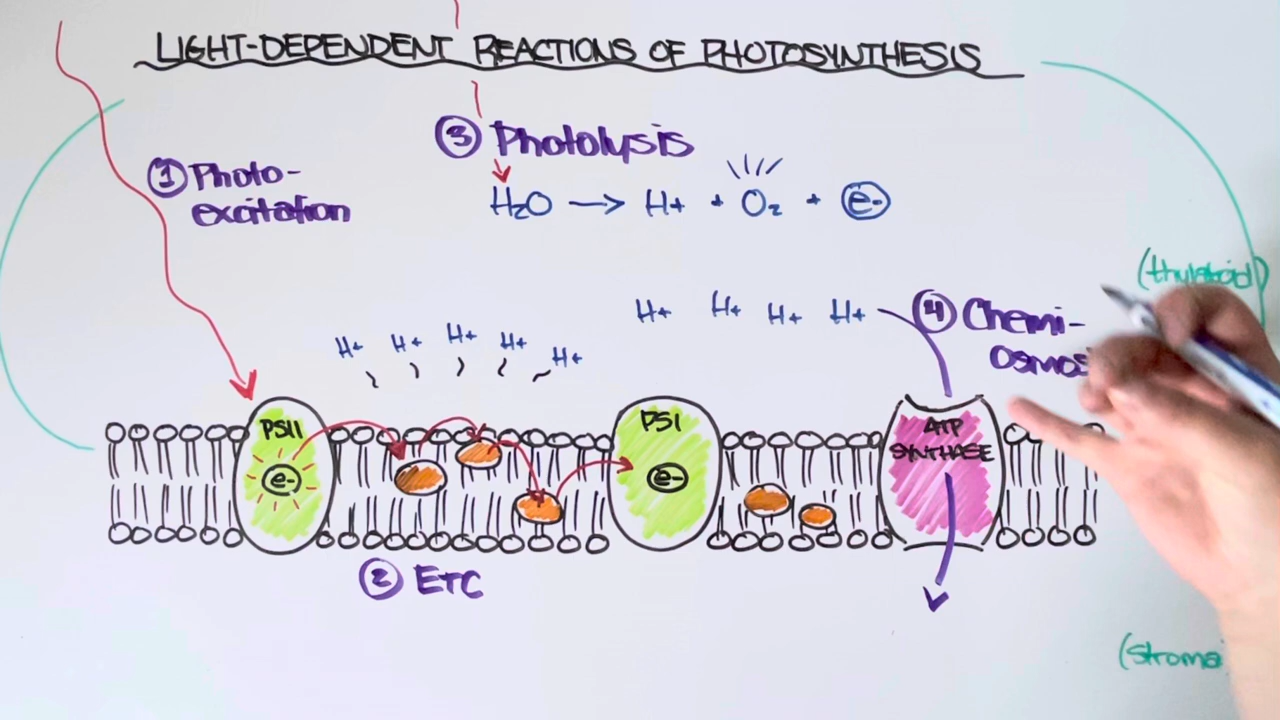 LIGHT-DEPENDENT REACTIONS OF PHOTOSYNTHESIS
③ Photolysis
① Photo-
excitation
H₂O → H+ + O₂ + e-
(thylakoid)
H+ H+ H+ H+
④ Chemi-
osmos
H+ H+ H+ H+ H+
PSII
e-
PSI
e-
ATP
SYNTHASE
② ETC
(stroma